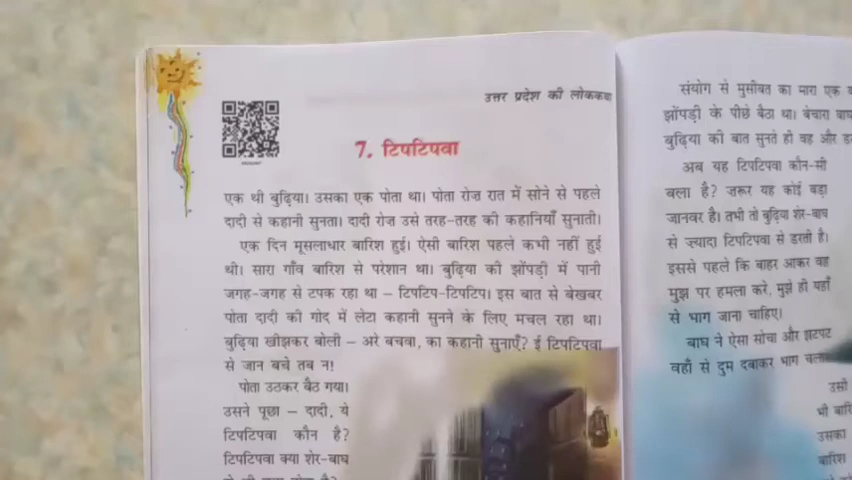 उत्तर प्रदेश की लोककथा
7. टिपटिपवा
एक थी बुढ़िया। उसका एक पोता था। पोता रोज़ रात में सोने से पहले
दादी से कहानी सुनता। दादी रोज़ उसे तरह-तरह की कहानियाँ सुनाती।
एक दिन मूसलाधार बारिश हुई। ऐसी बारिश पहले कभी नहीं हुई
थी। सारा गाँव बारिश से परेशान था। बुढ़िया की झोंपड़ी में पानी
जगह-जगह से टपक रहा था – टिपटिप-टिपटिप। इस बात से बेखबर
पोता दादी की गोद में लेटा कहानी सुनने के लिए मचल रहा था।
बुढ़िया खीझकर बोली – अरे बचवा, का कहानी सुनाएँ? ई टिपटिपवा
से जान बचे तब न!
पोता उठकर बैठ गया।
उसने पूछा – दादी, ये
टिपटिपवा कौन है?
टिपटिपवा क्या शेर-बाघ
संयोग से मुसीबत का मारा एक
झोंपड़ी के पीछे बैठा था। बेचारा बाघ
बुढ़िया की बात सुनते ही वह और
अब यह टिपटिपवा कौन-सी
बला है? ज़रूर यह कोई बड़ा
जानवर है। तभी तो बुढ़िया शेर-बाघ
से ज्यादा टिपटिपवा से डरती है।
इससे पहले कि बाहर आकर वह
मुझ पर हमला करे, मुझे ही यहाँ
से भाग जाना चाहिए।
बाघ ने ऐसा सोचा और झटपट
वहाँ से दुम दबाकर भाग चला
उसी
भी बारि
उसका
बारिश